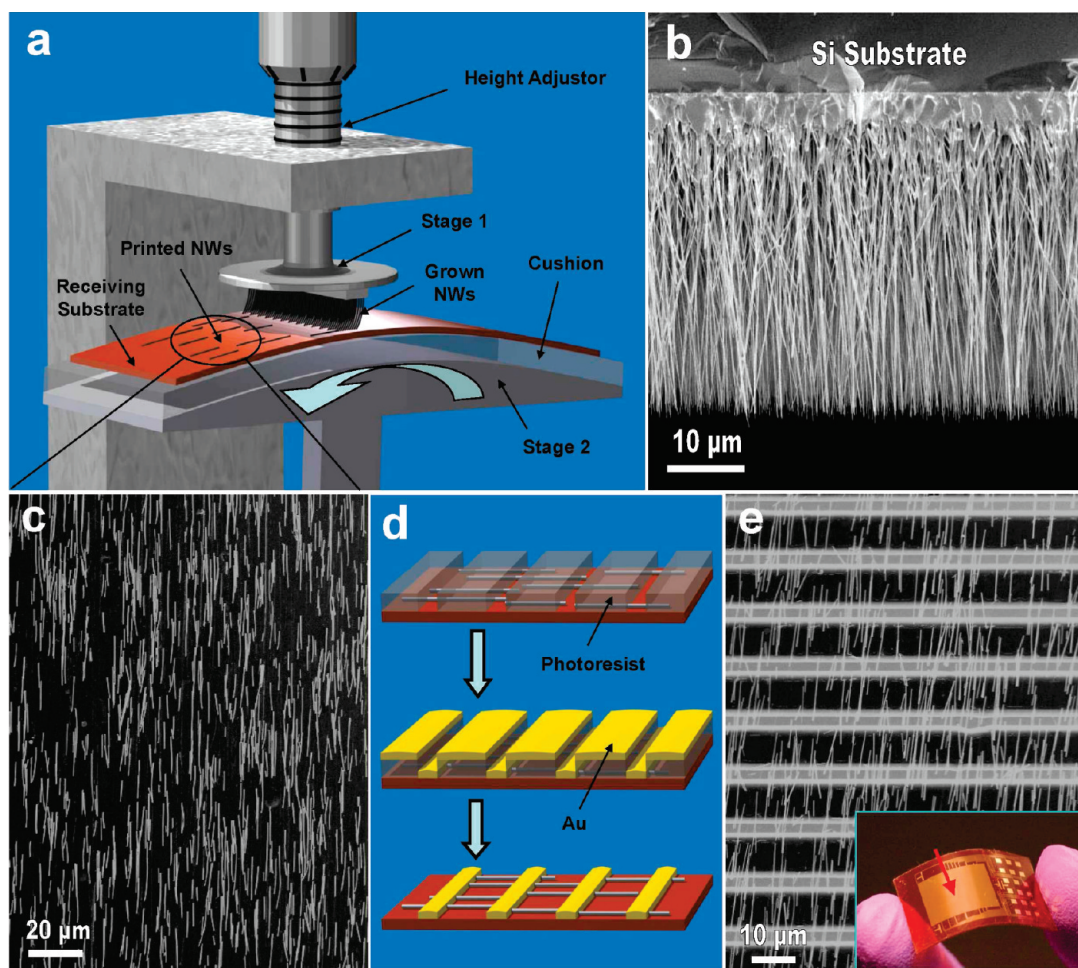 a
Height Adjustor
Stage 1
Printed NWs
Grown
NWs
Cushion
Receiving
Substrate
Stage 2
b
Si Substrate
10 µm
c
20 µm
d
Photoresist
Au
e
10 µm